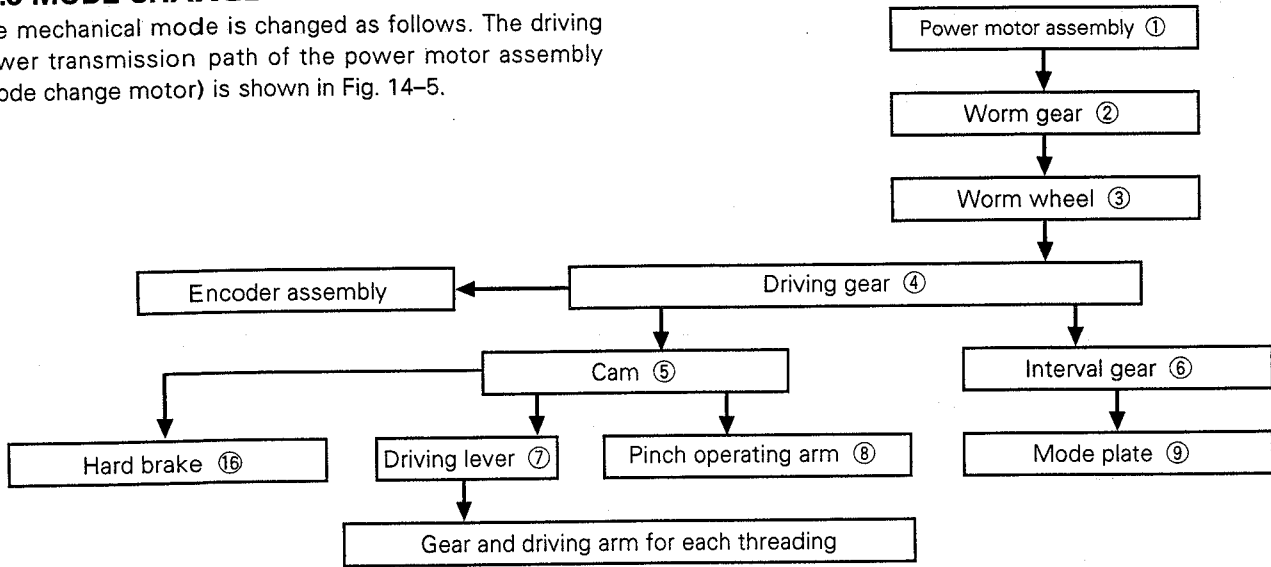 e mechanical mode is changed as follows. The driving
wer transmission path of the power motor assembly
ode change motor) is shown in Fig. 14–5.
Power motor assembly ①
Worm gear ②
Worm wheel ③
Driving gear ④
Encoder assembly
Cam ⑤
Interval gear ⑥
Hard brake ⑯
Driving lever ⑦
Pinch operating arm ⑧
Mode plate ⑨
Gear and driving arm for each threading